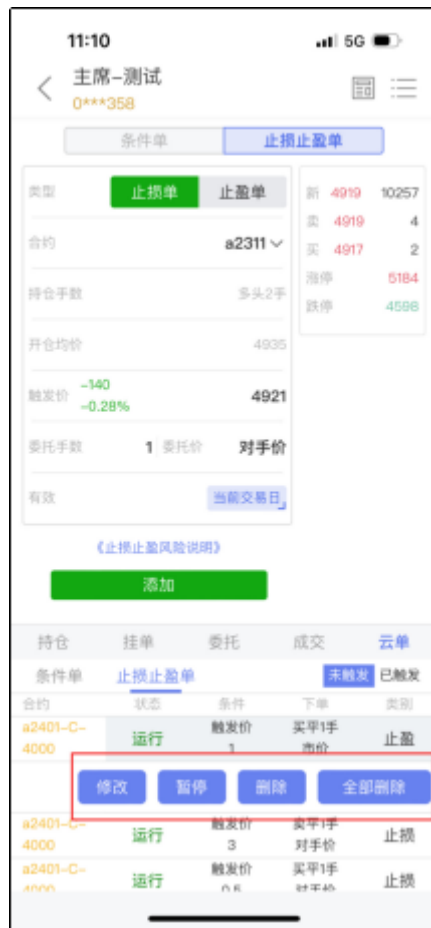 11:10 5G
主席-测试
0***358
条件单 止损止盈单
类型 止损单 止盈单
新 4919 10257
卖 4919 4
合约 a2311
买 4917 2
涨停 5184
持仓手数 多头2手
跌停 4598
开仓均价 4935
触发价 -140 4921
-0.28%
委托手数 1 委托价 对手价
有效 当前交易日
《止损止盈风险说明》
添加
持仓 挂单 委托 成交 云单
条件单 止损止盈单 未触发 已触发
合约 状态 条件 下单 类别
a2401-C- 运行 触发价 买平1手 止盈
4000 1 市价
修改 暂停 删除 全部删除
a2401-C- 运行 触发价 卖平1手 止损
4000 3 对手价
a2401-C- 运行 触发价 买平1手 止损
4000 0.5 对手价